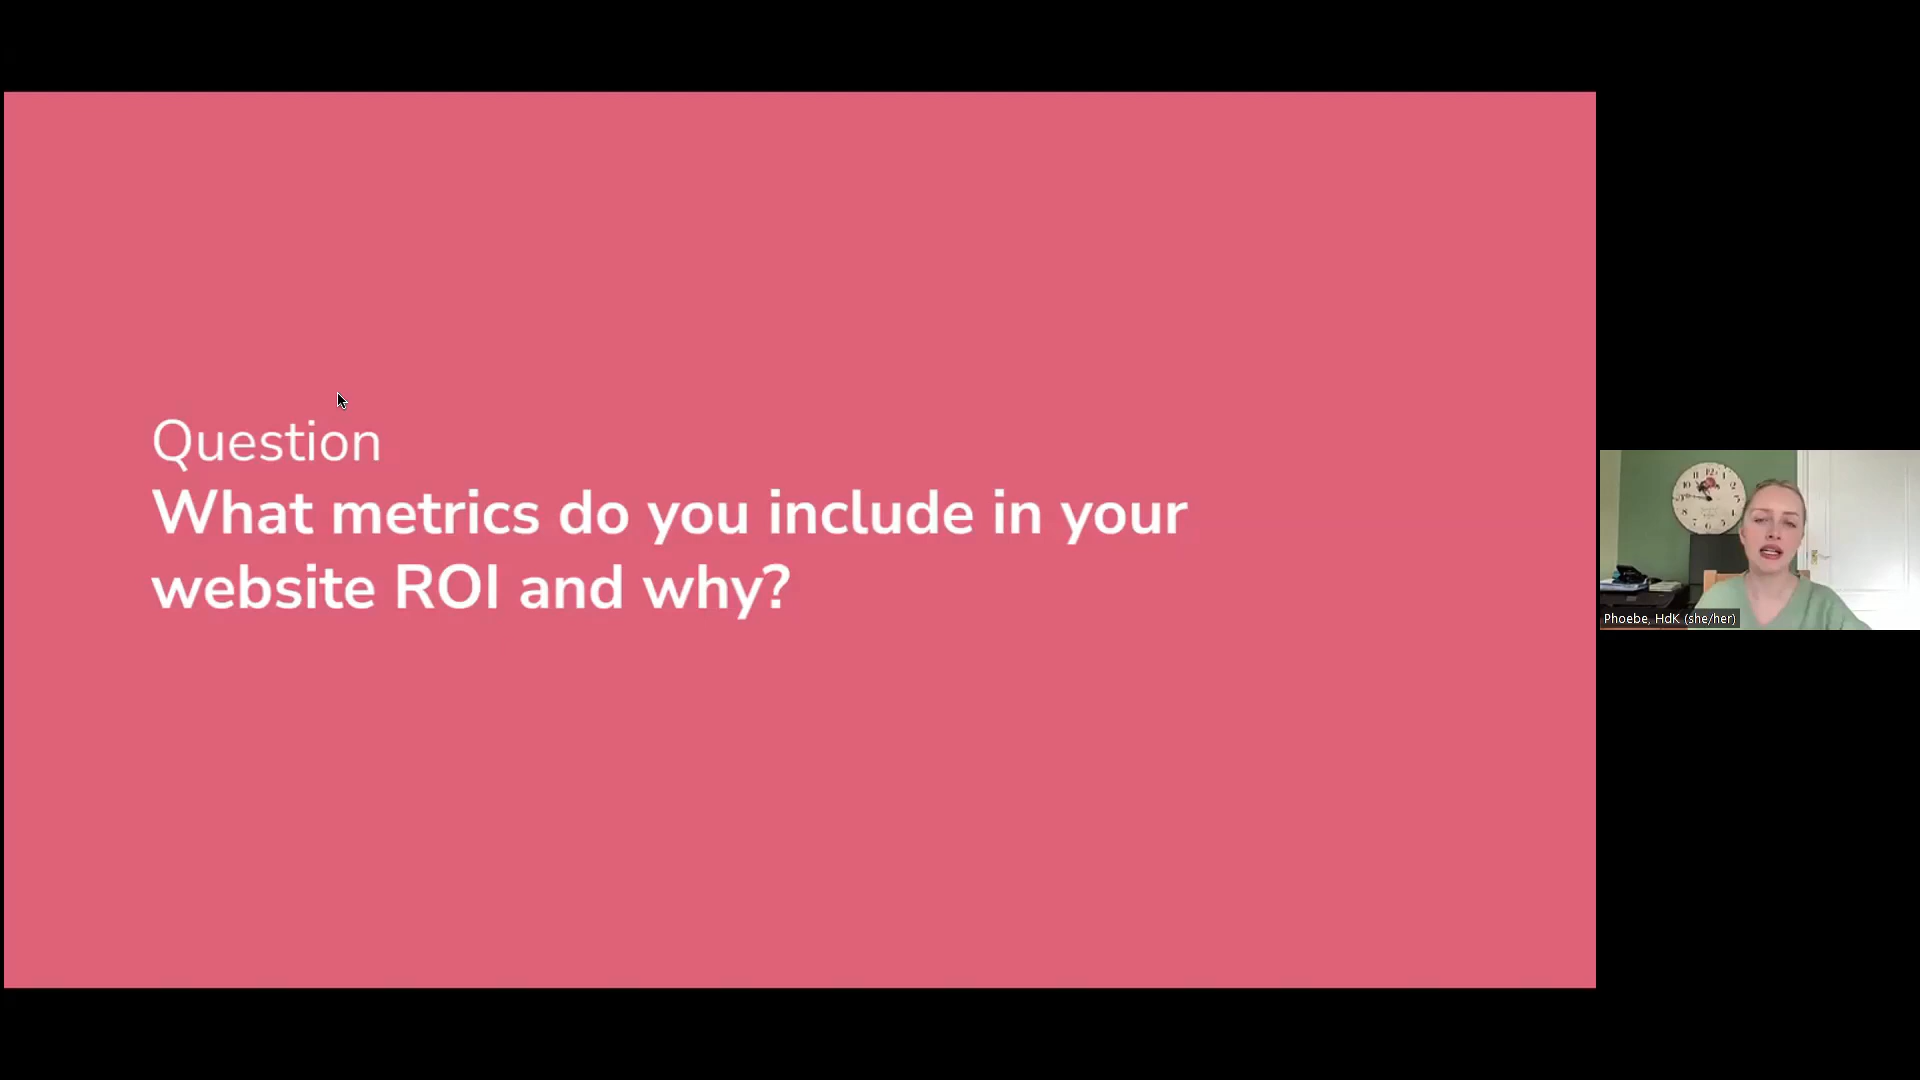 Question
What metrics do you include in your
website ROI and why?
Phoebe, HdK (she/her)